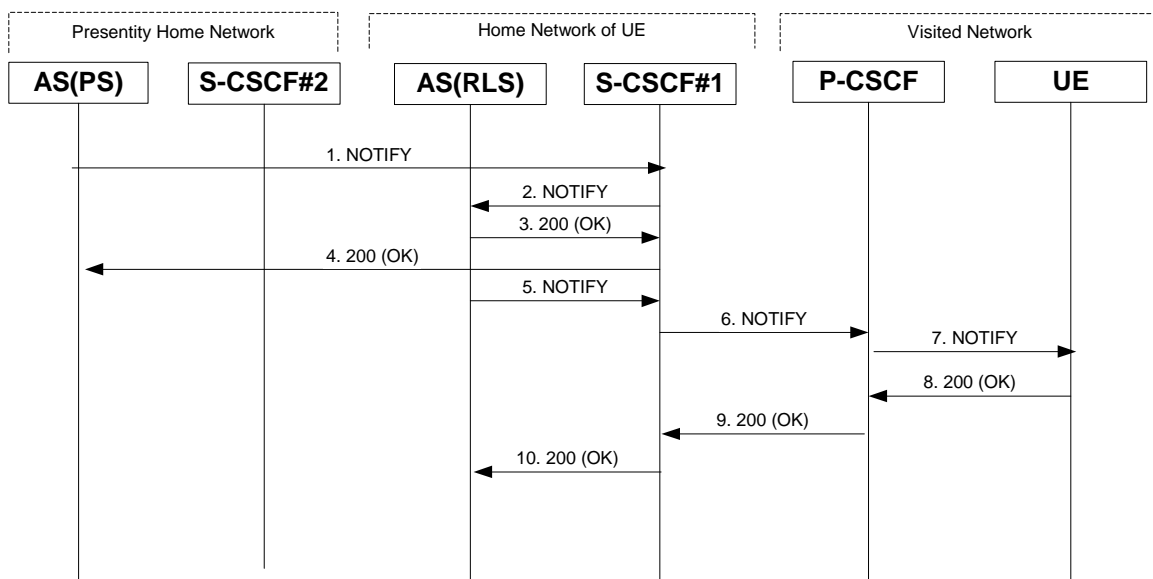 Presentity Home Network
Home Network of UE
Visited Network
AS(PS)
S-CSCF#2
AS(RLS)
S-CSCF#1
P-CSCF
UE
1. NOTIFY
2. NOTIFY
3. 200 (OK)
4. 200 (OK)
5. NOTIFY
6. NOTIFY
7. NOTIFY
8. 200 (OK)
9. 200 (OK)
10. 200 (OK)